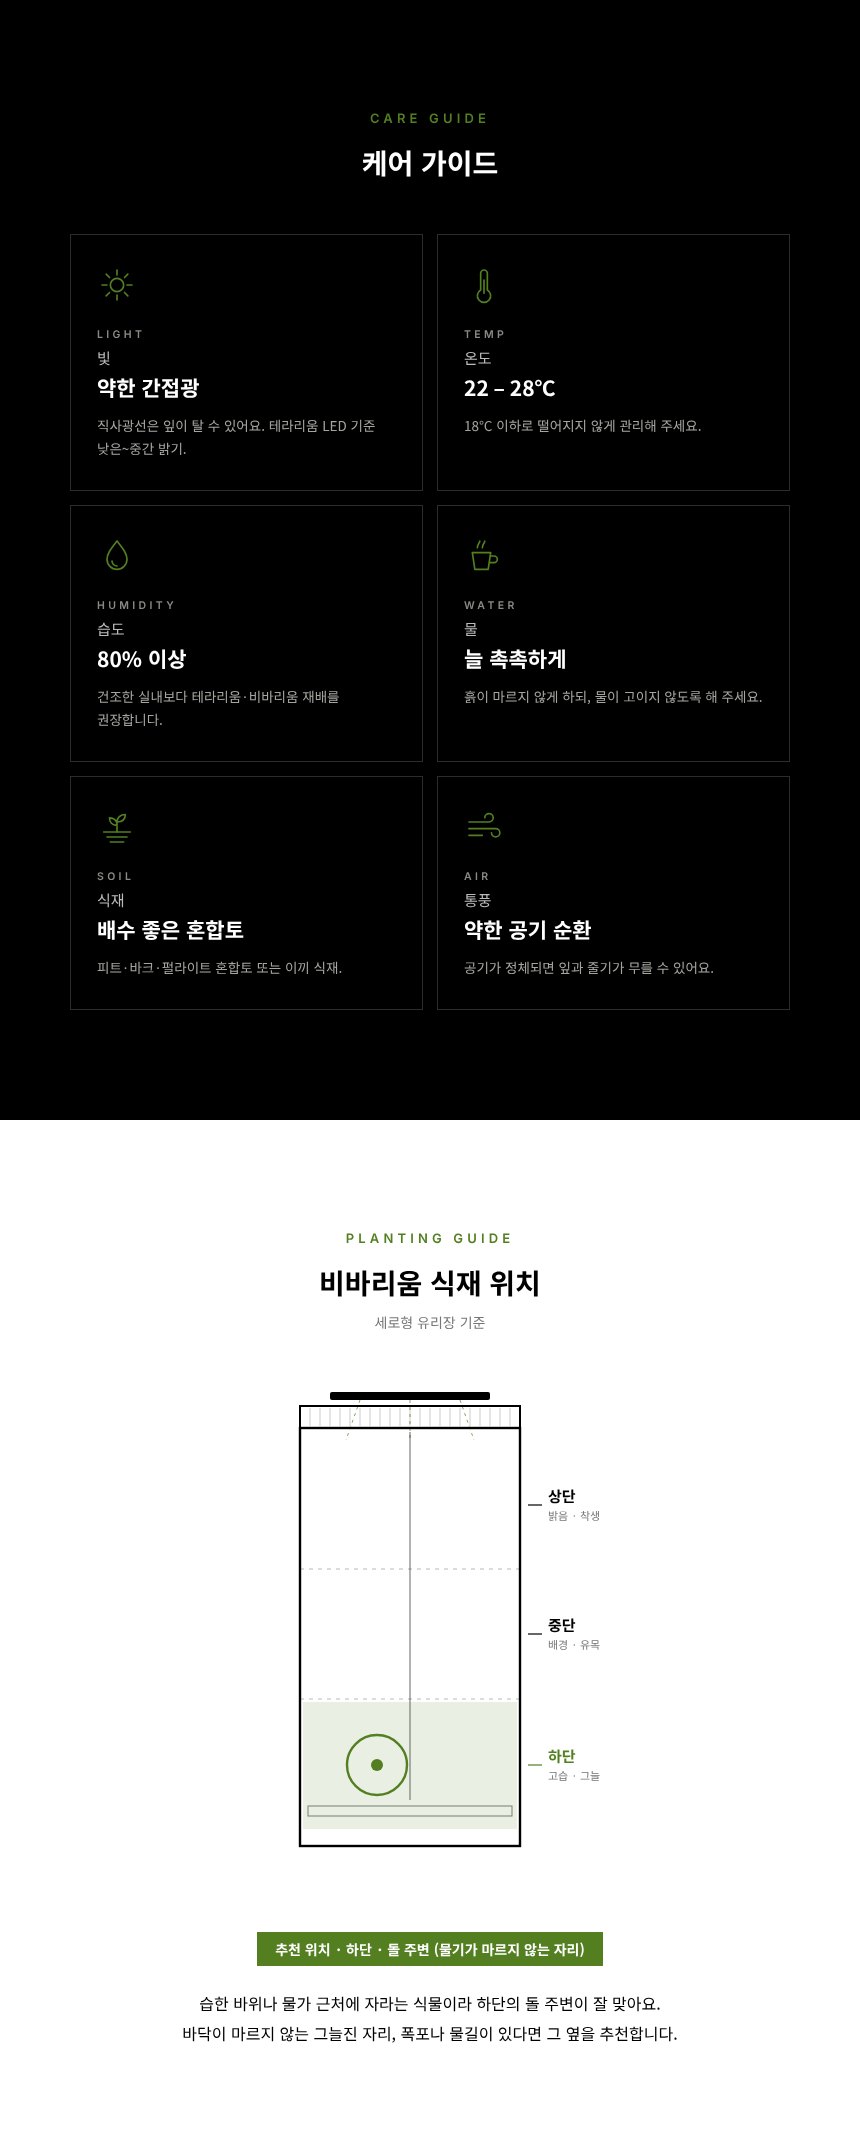 CARE GUIDE
케어 가이드
LIGHT
빛
약한 간접광
직사광선은 잎이 탈 수 있어요. 테라리움 LED 기준
낮은~중간 밝기.
TEMP
온도
22 – 28℃
18℃ 이하로 떨어지지 않게 관리해 주세요.
HUMIDITY
습도
80% 이상
건조한 실내보다 테라리움·비바리움 재배를
권장합니다.
WATER
물
늘 촉촉하게
흙이 마르지 않게 하되, 물이 고이지 않도록 해 주세요.
SOIL
식재
배수 좋은 혼합토
피트·바크·펄라이트 혼합토 또는 이끼 식재.
AIR
통풍
약한 공기 순환
공기가 정체되면 잎과 줄기가 무를 수 있어요.
PLANTING GUIDE
비바리움 식재 위치
세로형 유리장 기준
상단
밝음 · 착생
중단
배경 · 유목
하단
고습 · 그늘
추천 위치 · 하단 · 돌 주변 (물기가 마르지 않는 자리)
습한 바위나 물가 근처에 자라는 식물이라 하단의 돌 주변이 잘 맞아요.
바닥이 마르지 않는 그늘진 자리, 폭포나 물길이 있다면 그 옆을 추천합니다.